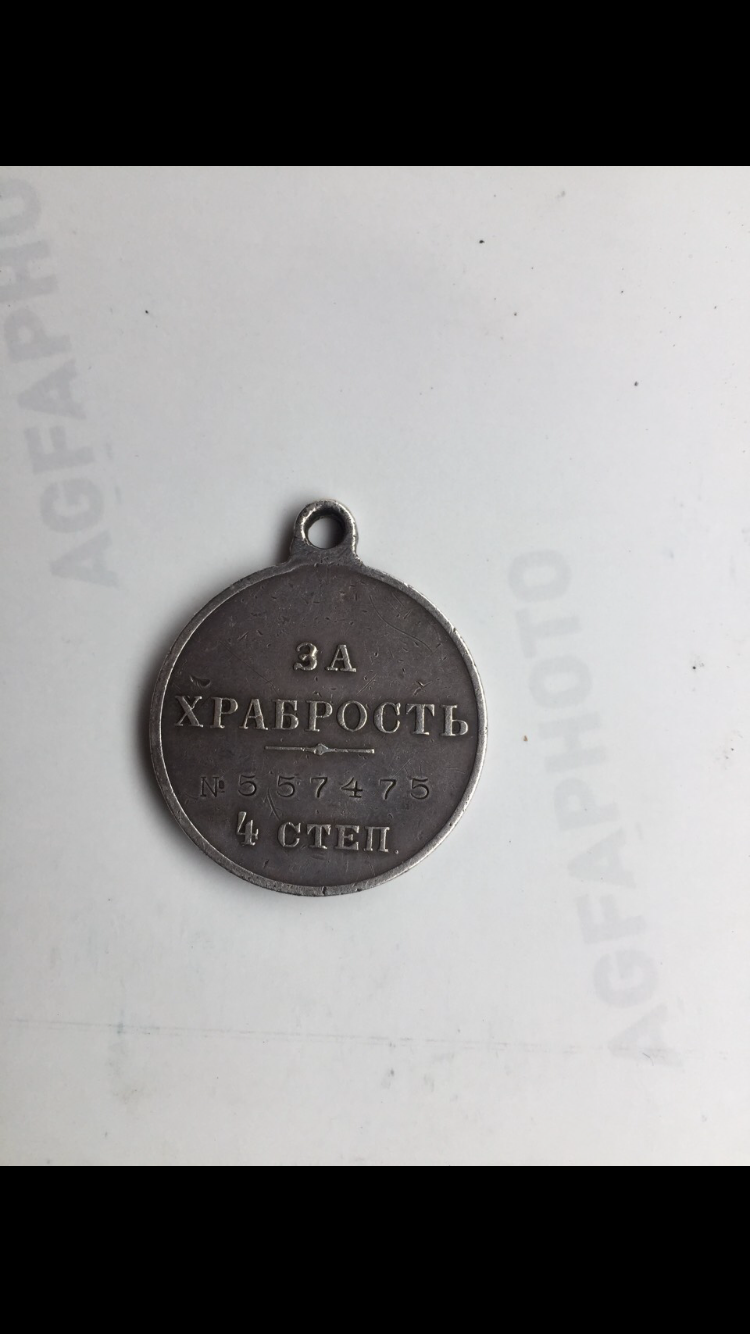 ЗА
ХРАБРОСТЬ
№ 557475
4 СТЕП.
AGFAPHOTO
AGFAPHOTO